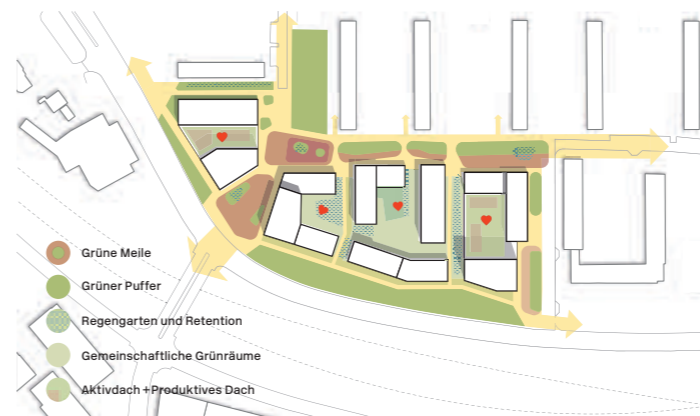 Grüne Meile
Grüner Puffer
Regengarten und Retention
Gemeinschaftliche Grünräume
Aktivdach +Produktives Dach